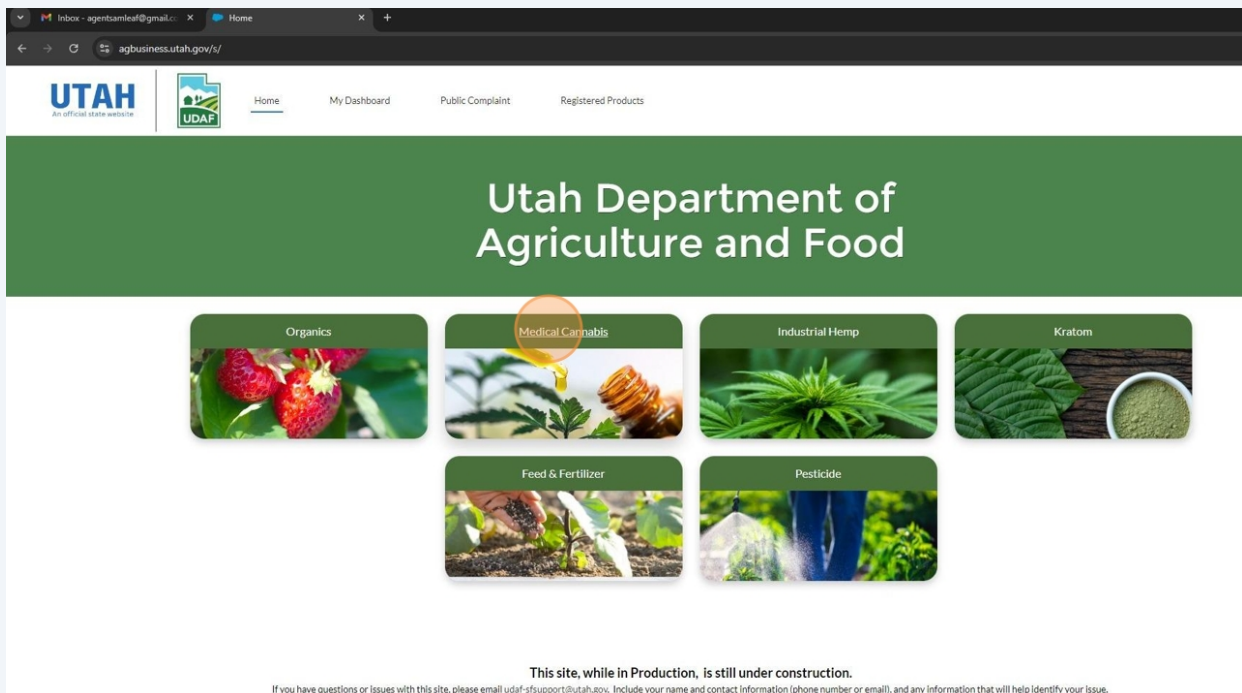 Inbox - agentsamleaf@gmail.cc
Home
agbusiness.utah.gov/s/
UTAH
An official state website
UDAF
Home
My Dashboard
Public Complaint
Registered Products
Utah Department of
Agriculture and Food
Organics
Medical Cannabis
Industrial Hemp
Kratom
Feed & Fertilizer
Pesticide
This site, while in Production, is still under construction.
If you have questions or issues with this site, please email udaf-sfsupport@utah.gov. Include your name and contact information (phone number or email), and any information that will help identify your issue.